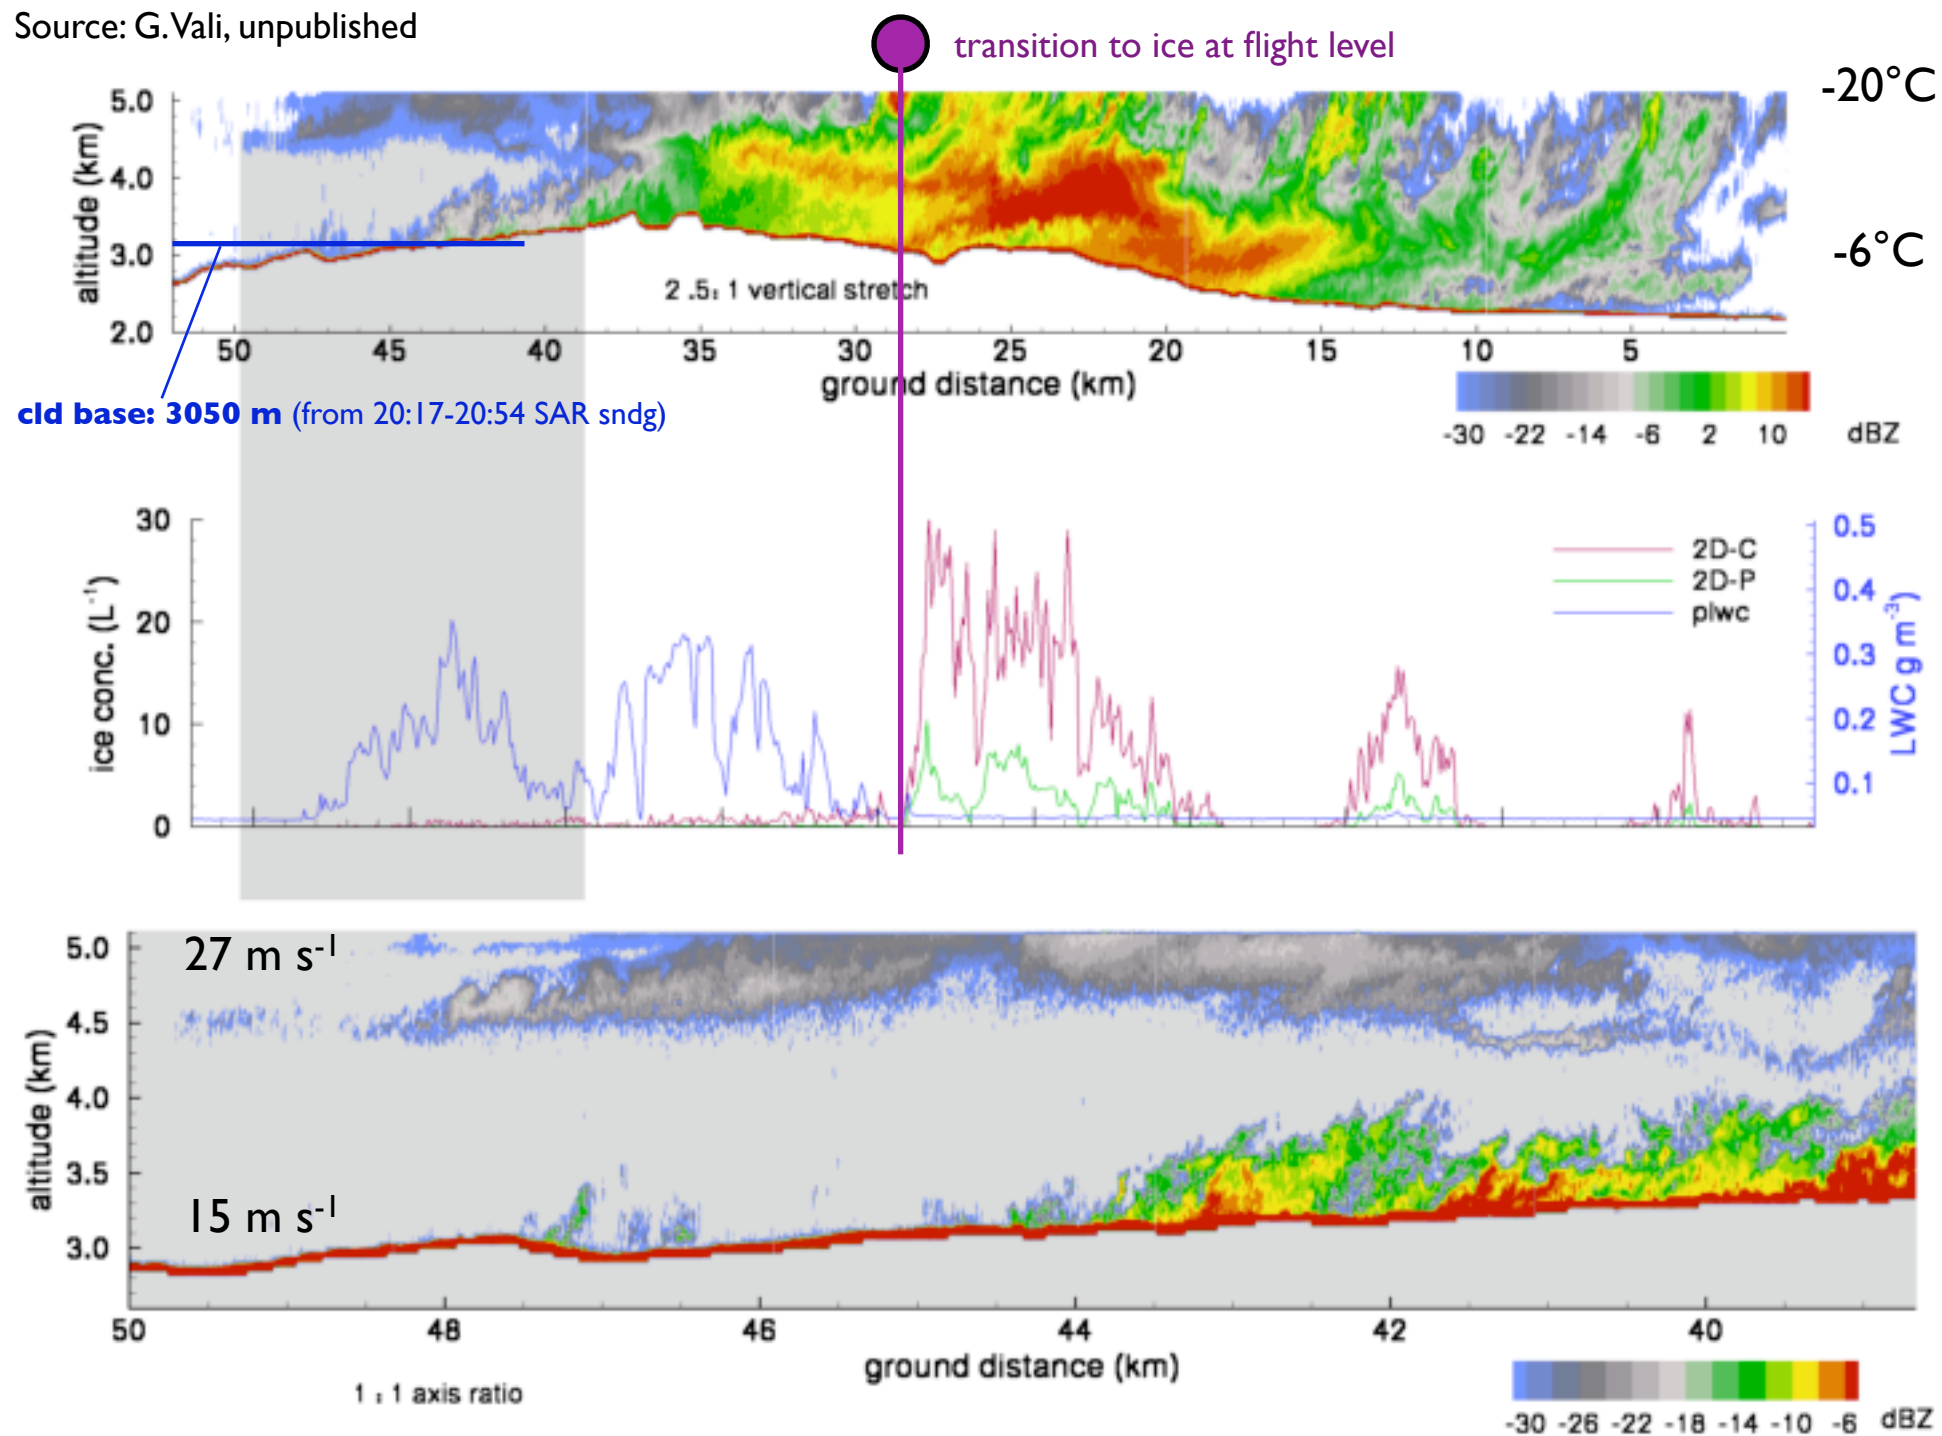 Source: G. Vali, unpublished
transition to ice at flight level
-20°C
5.0
altitude (km)
4.0
-6°C
3.0
2.5: 1 vertical stretch
2.0
50 45 40 35 30 25 20 15 10 5
ground distance (km)
cld base: 3050 m (from 20:17-20:54 SAR sndg)
-30 -22 -14 -6 2 10 dBZ
30
20
10
0
ice conc. (L-1)
2D-C
2D-P
plwc
0.5
0.4
0.3
0.2
0.1
LWC g m-3)
27 m s-1
15 m s-1
5.0
4.5
4.0
3.5
3.0
altitude (km)
50 48 46 44 42 40
ground distance (km)
1 : 1 axis ratio
-30 -26 -22 -18 -14 -10 -6 dBZ